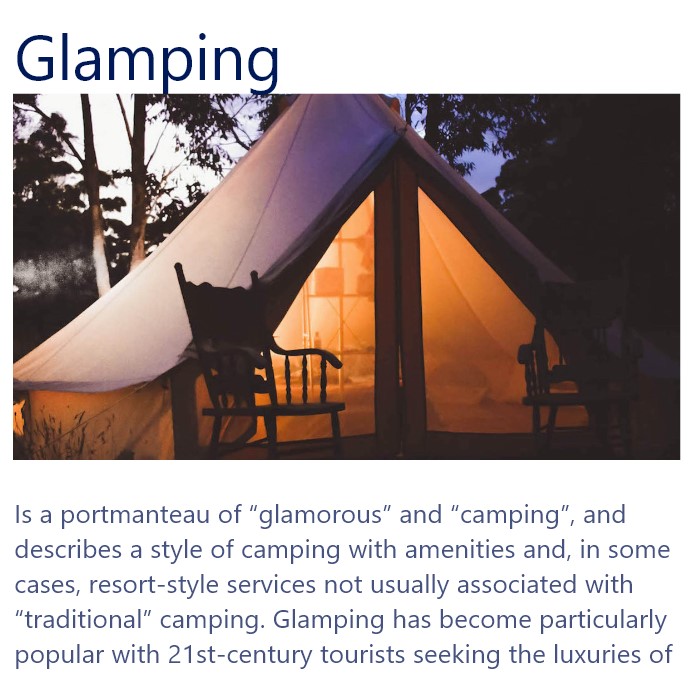 Glamping
Is a portmanteau of “glamorous” and “camping”, and
describes a style of camping with amenities and, in some
cases, resort-style services not usually associated with
“traditional” camping. Glamping has become particularly
popular with 21st-century tourists seeking the luxuries of